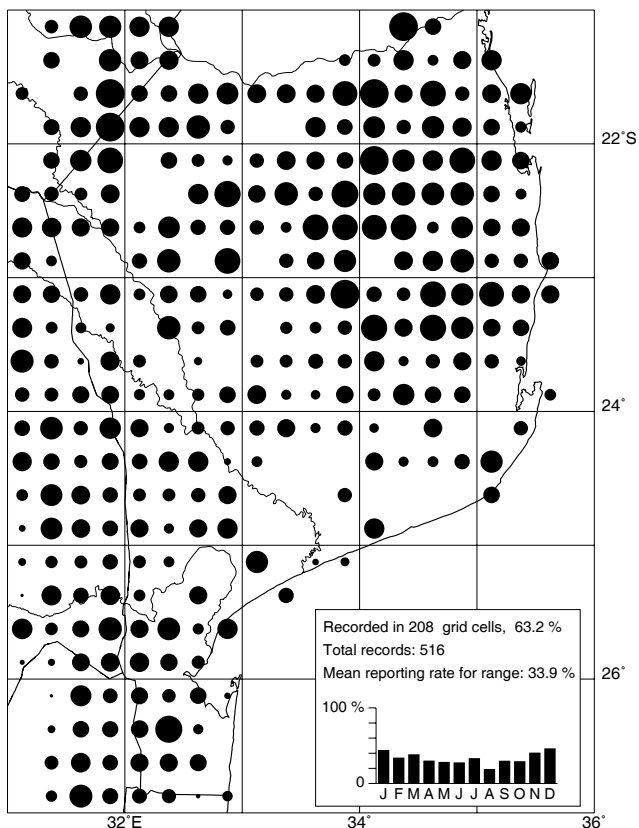 22˚S
24˚
Recorded in 208 grid cells, 63.2 %
Total records: 516
Mean reporting rate for range: 33.9 %
26˚
100 %
0
J F M A M J J A S O N D
32˚E
34˚
36˚